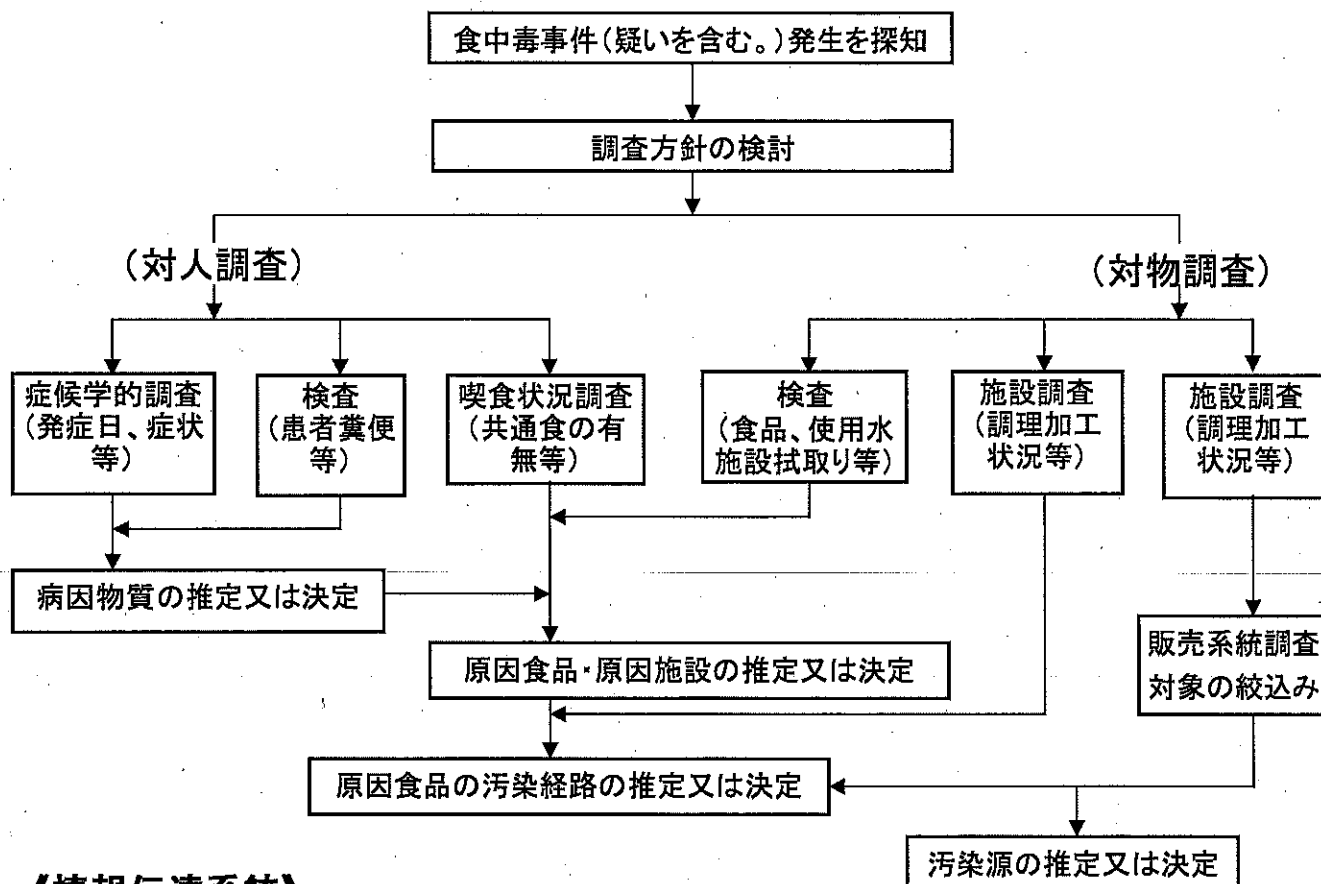 食中毒事件(疑いを含む。)発生を探知
調査方針の検討
(対人調査)
(対物調査)
症候学的調査
(発症日、症状
等)
検査
(患者糞便
等)
喫食状況調査
(共通食の有
無等)
検査
(食品、使用水
施設拭取り等)
施設調査
(調理加工
状況等)
施設調査
(調理加工
状況等)
病因物質の推定又は決定
原因食品・原因施設の推定又は決定
販売系統調査
対象の絞込み
原因食品の汚染経路の推定又は決定
汚染源の推定又は決定